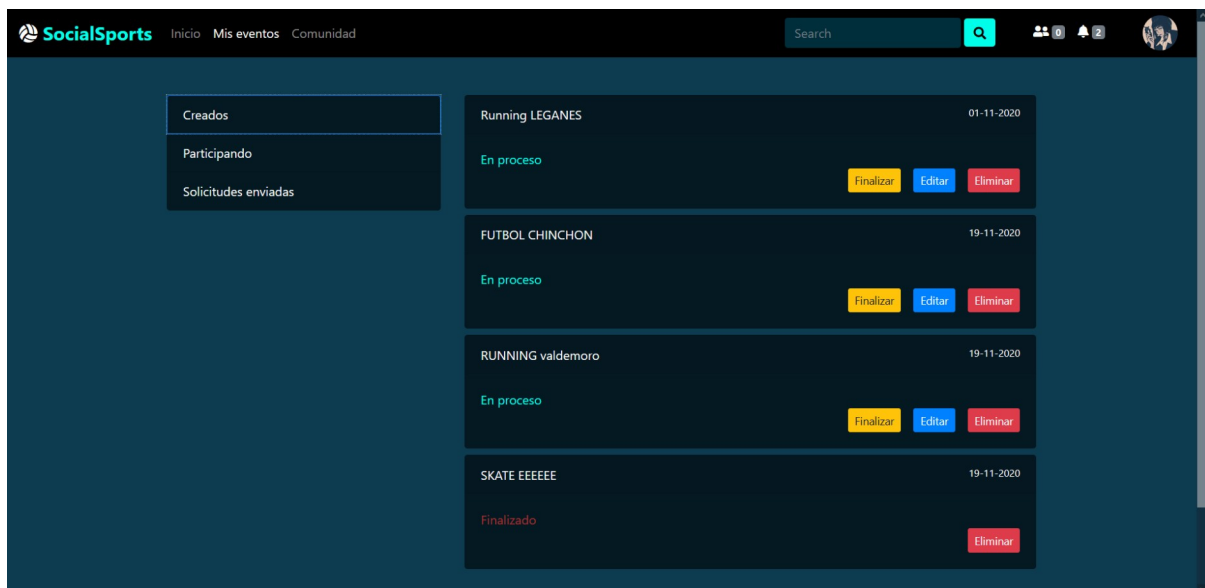 SocialSports Inicio Mis eventos Comunidad Search 0 2
Creados
Participando
Solicitudes enviadas
Running LEGANES 01-11-2020
En proceso
Finalizar Editar Eliminar
FUTBOL CHINCHON 19-11-2020
En proceso
Finalizar Editar Eliminar
RUNNING valdemoro 19-11-2020
En proceso
Finalizar Editar Eliminar
SKATE EEEEEE 19-11-2020
Finalizado
Eliminar